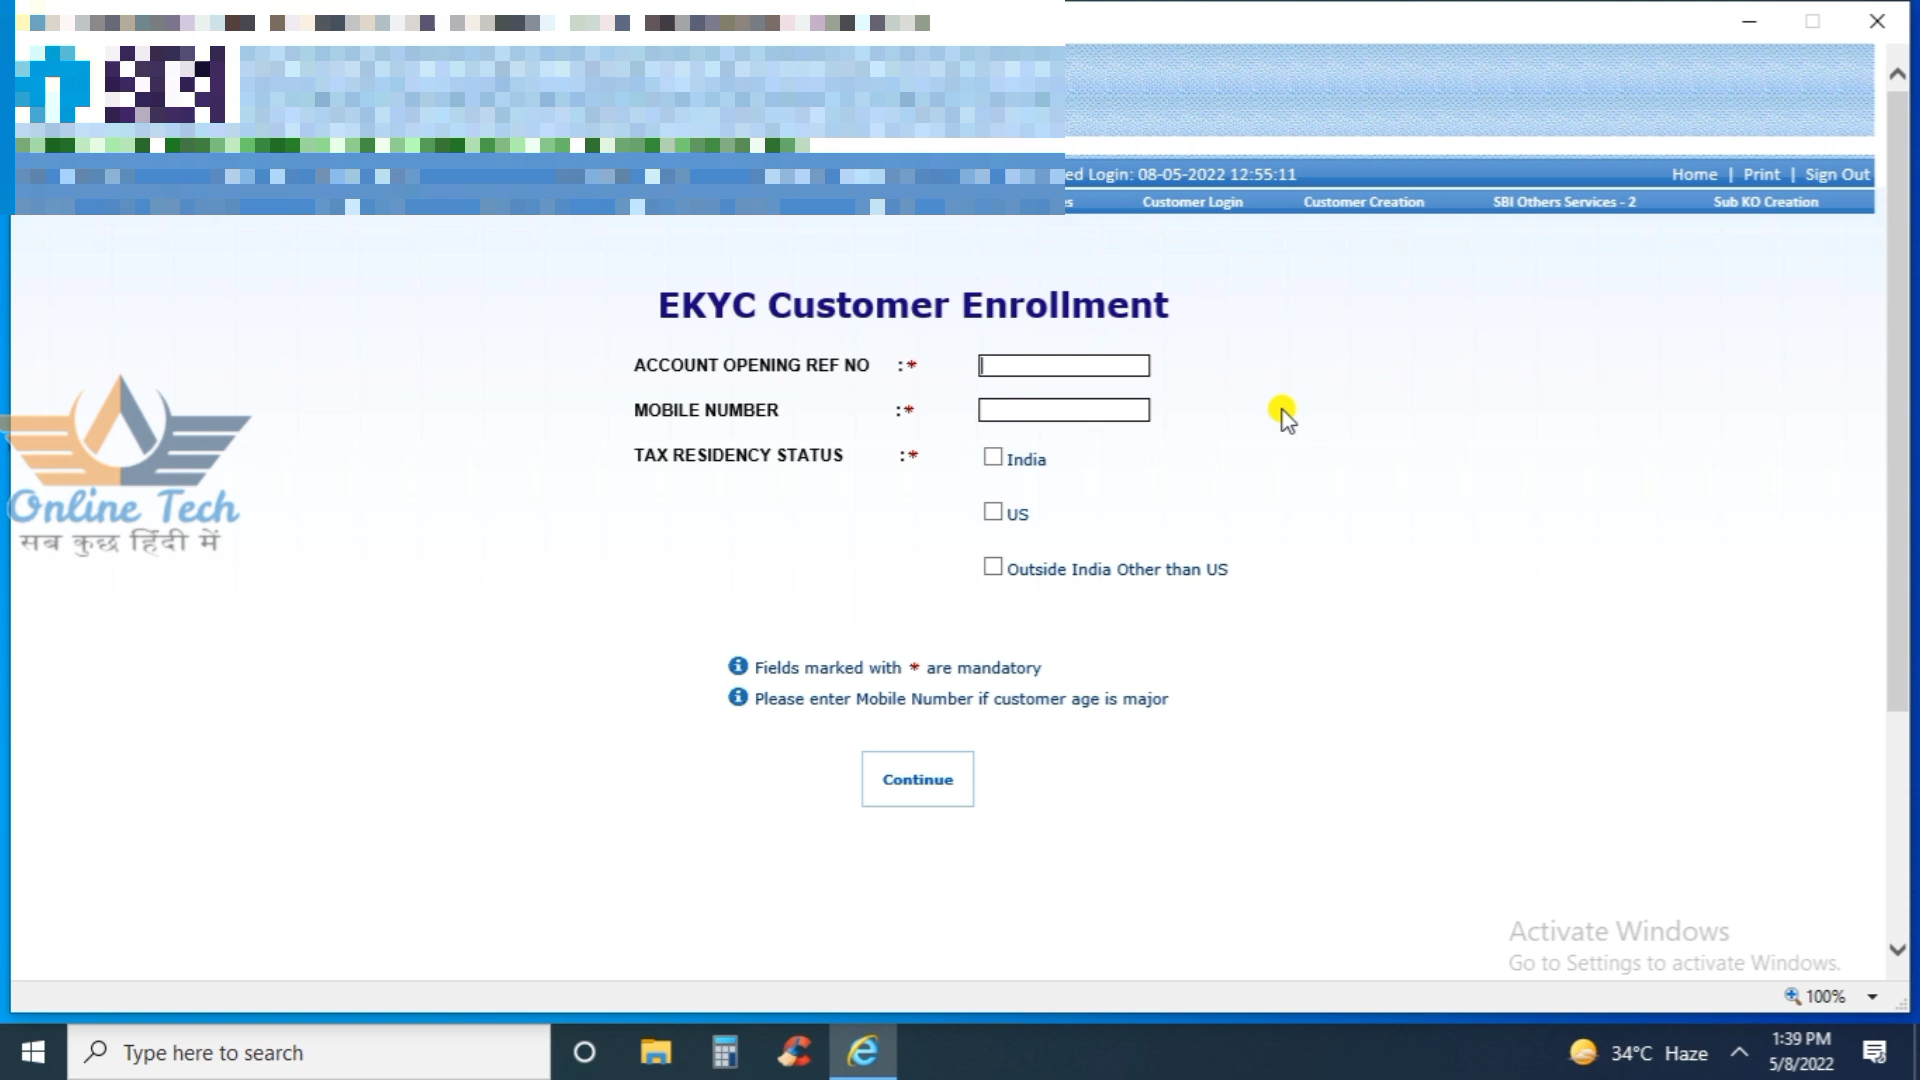 ed Login: 08-05-2022 12:55:11
Home | Print | Sign Out
es Customer Login Customer Creation SBI Others Services - 2 Sub KO Creation
EKYC Customer Enrollment
ACCOUNT OPENING REF NO :*
MOBILE NUMBER :*
TAX RESIDENCY STATUS :*
India
US
Outside India Other than US
Online Tech
सब कुछ हिंदी में
Fields marked with * are mandatory
Please enter Mobile Number if customer age is major
Continue
Activate Windows
Go to Settings to activate Windows.
100%
Type here to search
34°C Haze
1:39 PM
5/8/2022